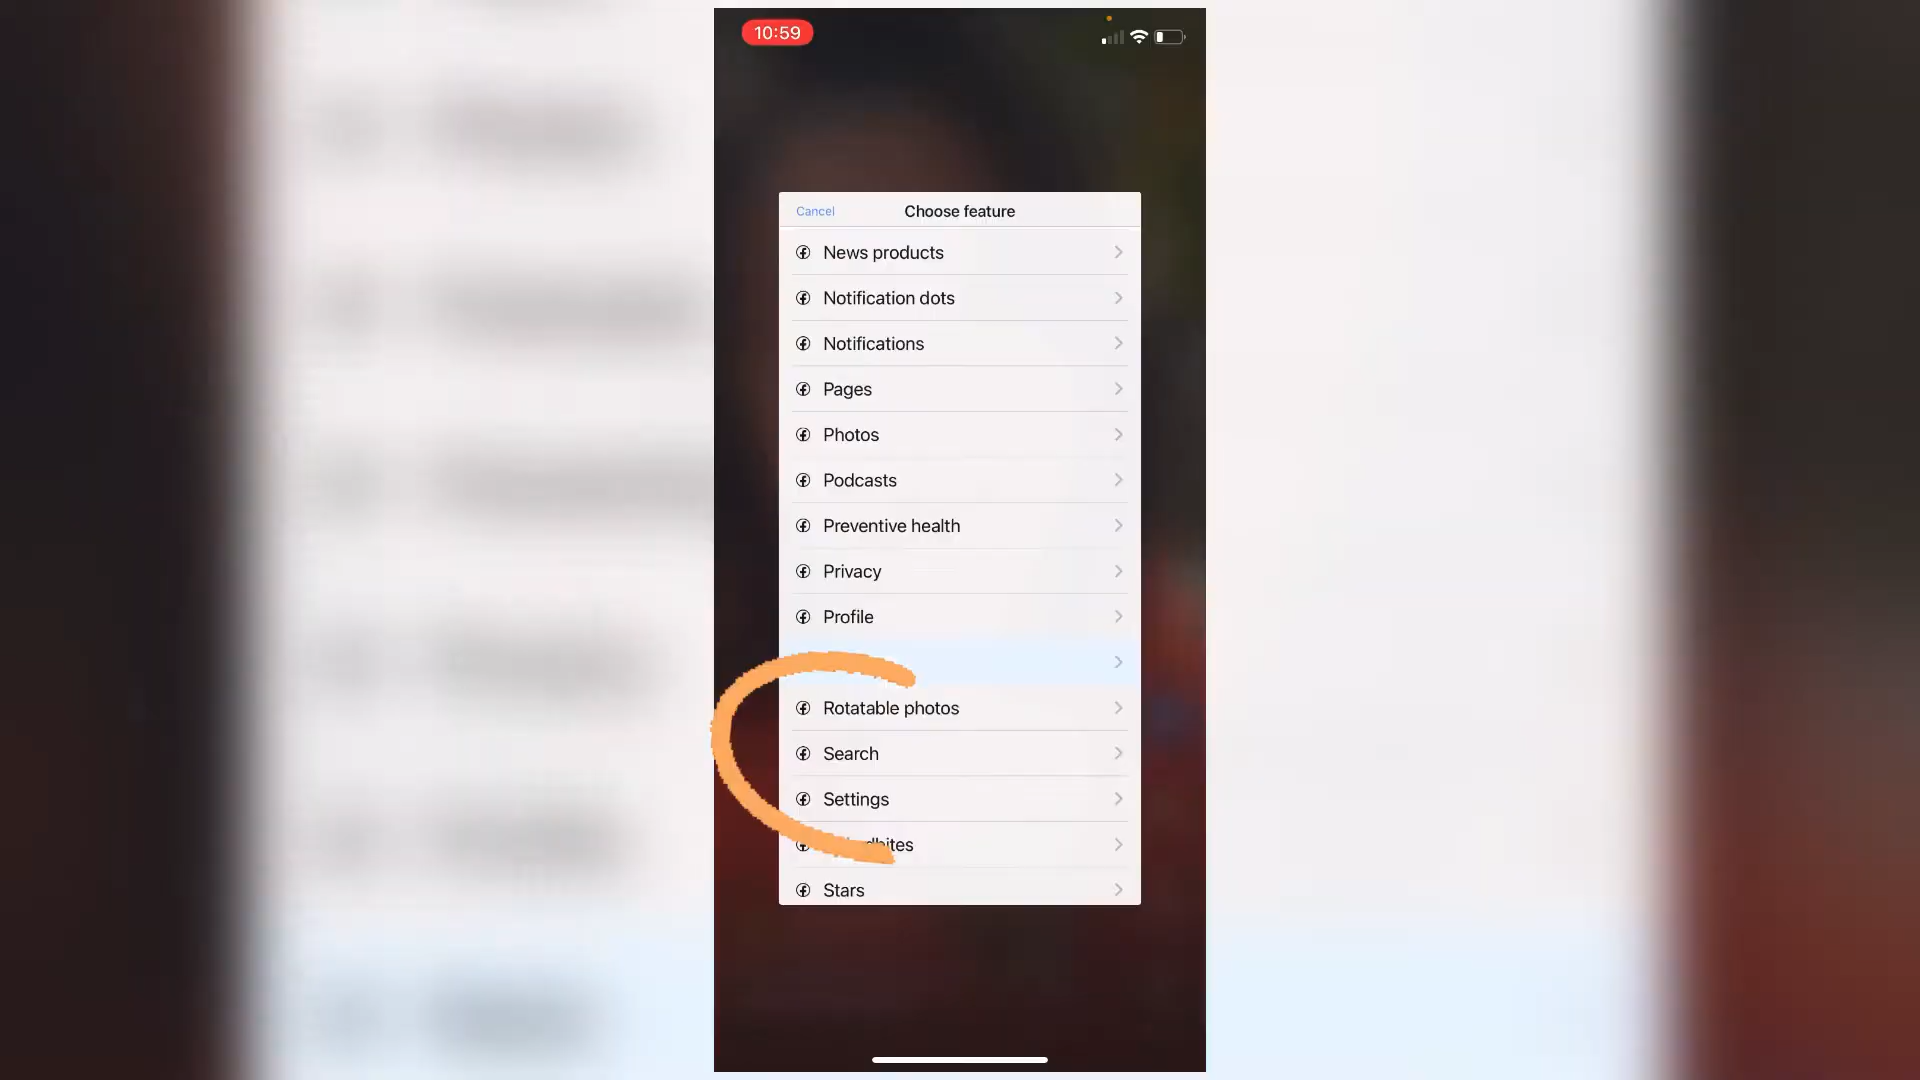 10:59
Cancel Choose feature
News products
Notification dots
Notifications
Pages
Photos
Podcasts
Preventive health
Privacy
Profile
Rotatable photos
Search
Settings
Stars